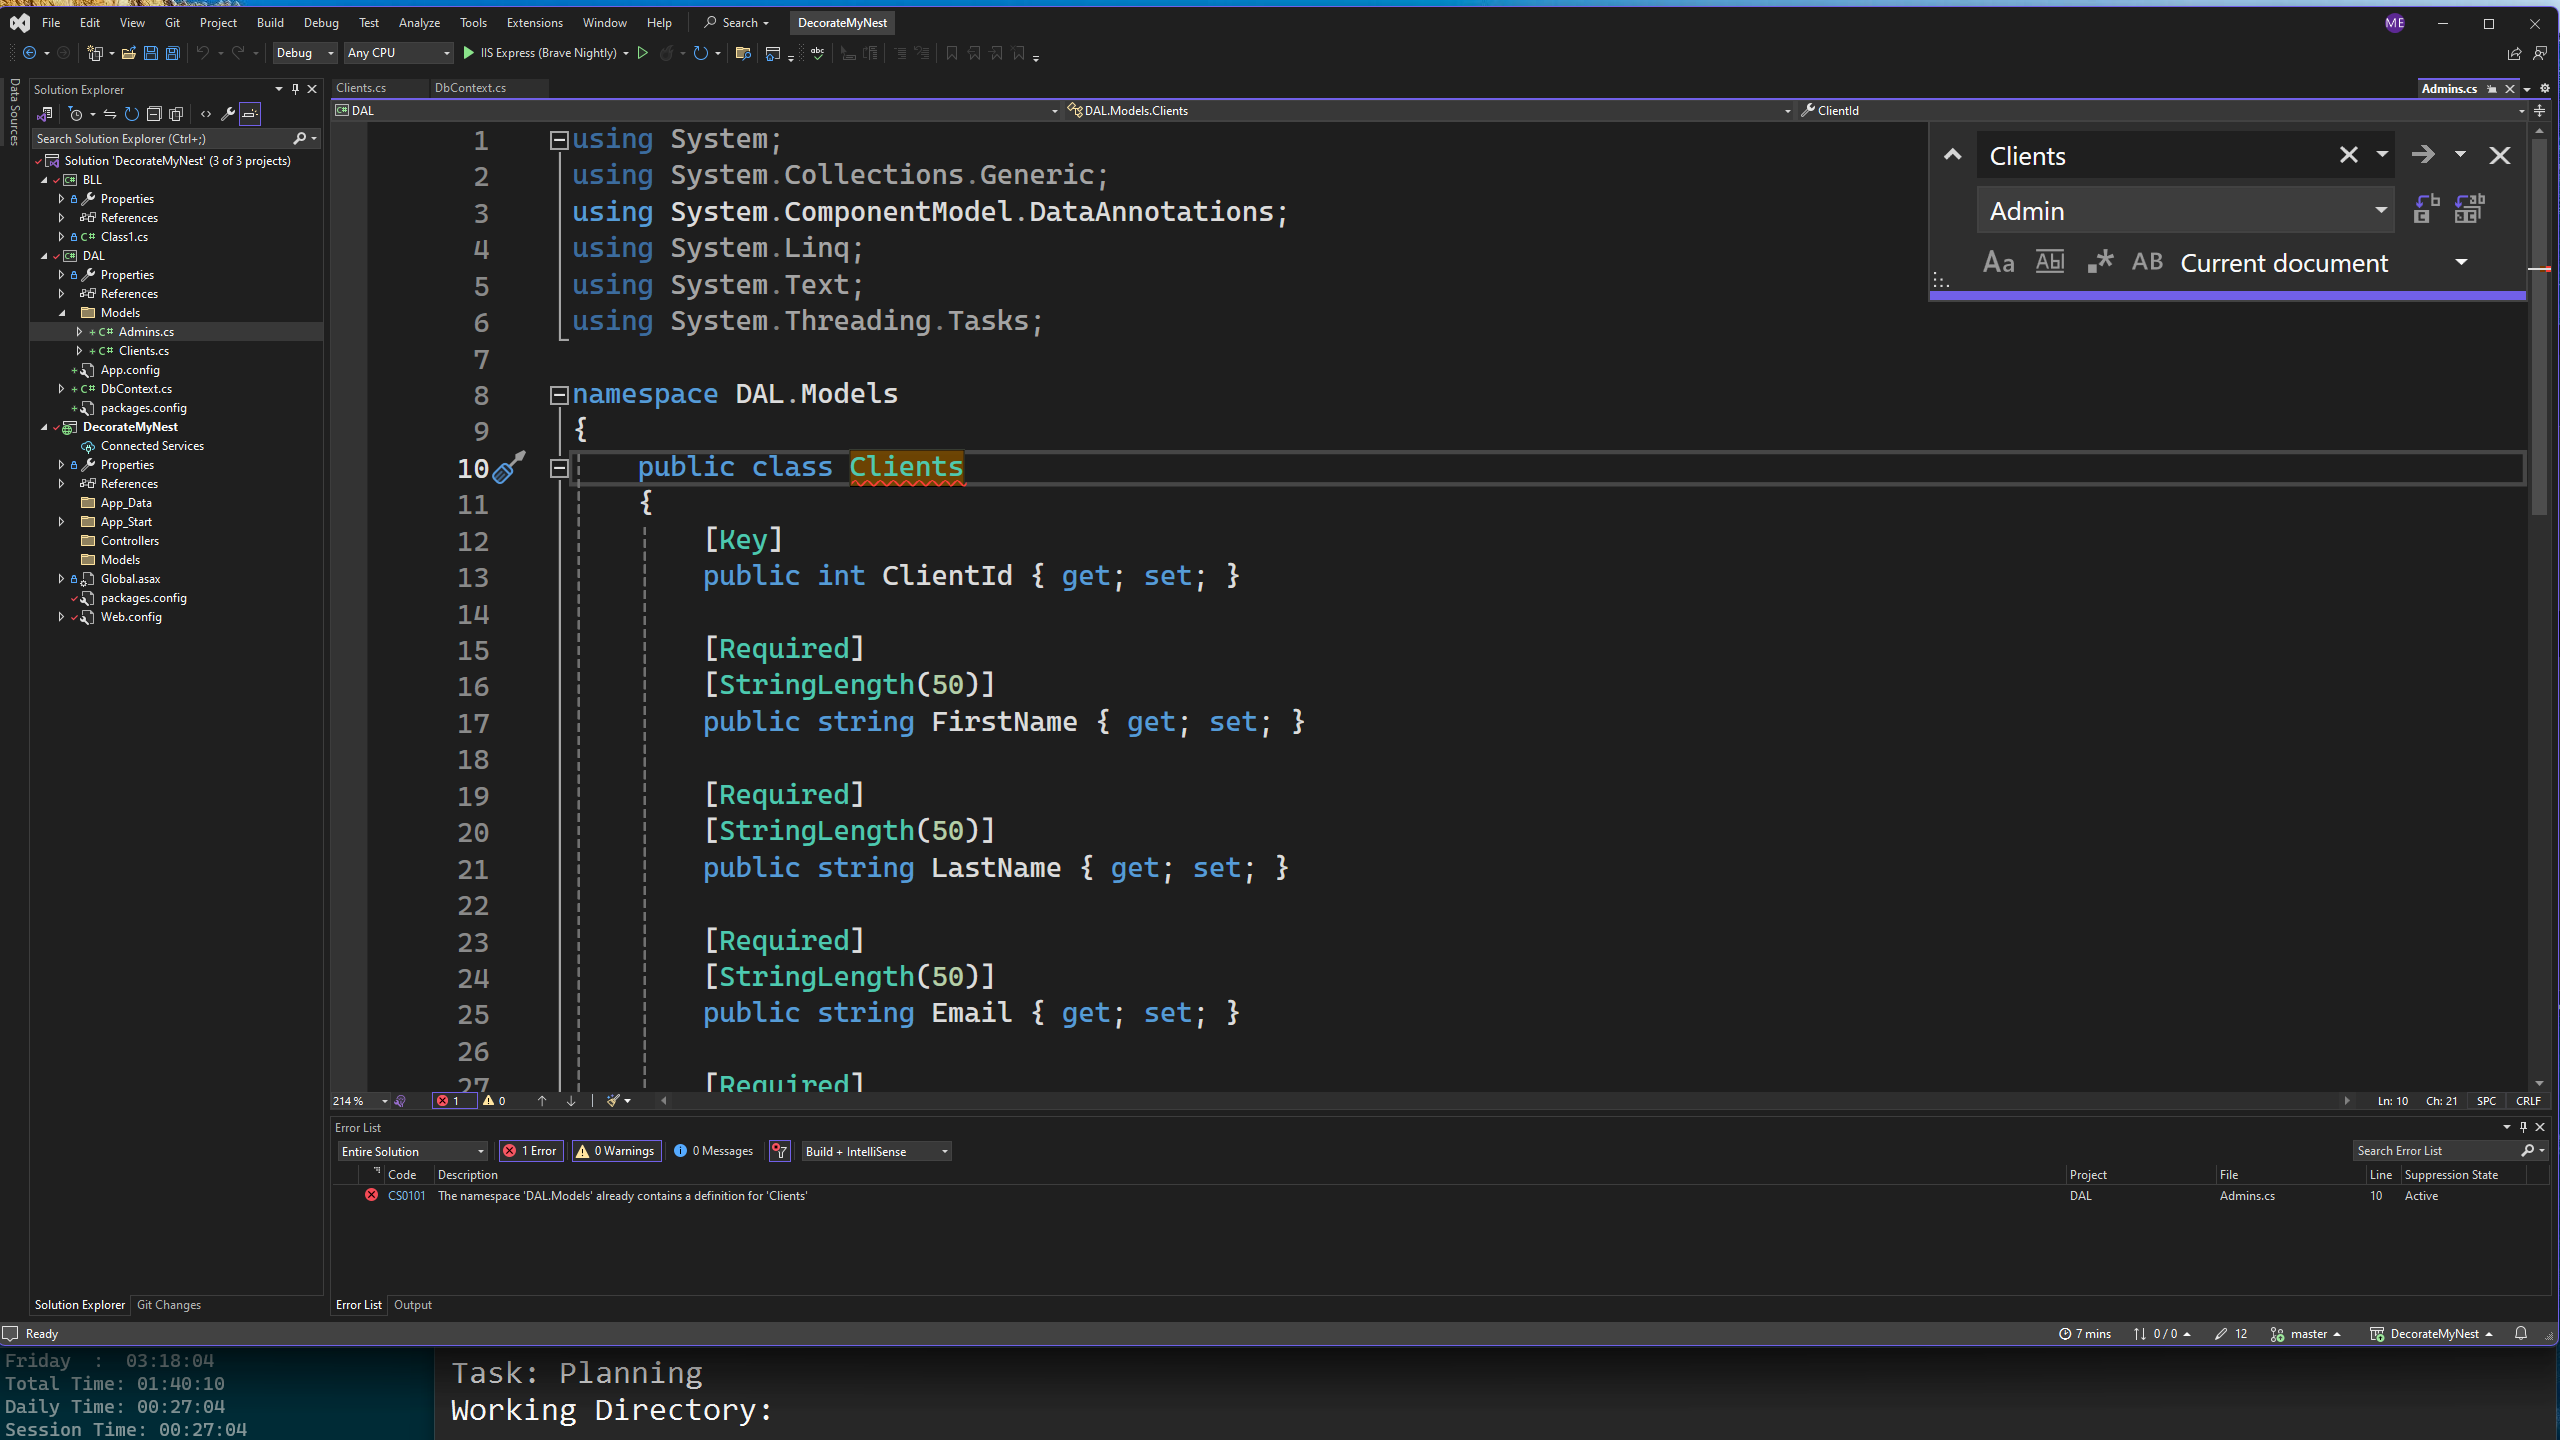 File Edit View Git Project Build Debug Test Analyze Tools Extensions Window Help Search DecorateMyNest ME
Debug Any CPU IIS Express (Brave Nightly)
Data Sources
Solution Explorer
Search Solution Explorer (Ctrl+;)
Solution 'DecorateMyNest' (3 of 3 projects)
BLL
Properties
References
C# Class1.cs
DAL
Properties
References
Models
C# Admins.cs
C# Clients.cs
App.config
C# DbContext.cs
packages.config
DecorateMyNest
Connected Services
Properties
References
App_Data
App_Start
Controllers
Models
Global.asax
packages.config
Web.config
Solution Explorer Git Changes
Clients.cs DbContext.cs Admins.cs
DAL DAL.Models.Clients ClientId
Clients
Admin
Aa Abl .* AB Current document
1 using System;
2 using System.Collections.Generic;
3 using System.ComponentModel.DataAnnotations;
4 using System.Linq;
5 using System.Text;
6 using System.Threading.Tasks;
7
8 namespace DAL.Models
9 {
10 public class Clients
11 {
12 [Key]
13 public int ClientId { get; set; }
14
15 [Required]
16 [StringLength(50)]
17 public string FirstName { get; set; }
18
19 [Required]
20 [StringLength(50)]
21 public string LastName { get; set; }
22
23 [Required]
24 [StringLength(50)]
25 public string Email { get; set; }
26
27 [Required]
214 % 1 0 Ln: 10 Ch: 21 SPC CRLF
Error List
Entire Solution 1 Error 0 Warnings 0 Messages Build + IntelliSense Search Error List
Code Description Project File Line Suppression State
CS0101 The namespace 'DAL.Models' already contains a definition for 'Clients' DAL Admins.cs 10 Active
Error List Output
Ready 7 mins 0 / 0 12 master DecorateMyNest
Friday : 03:18:04
Total Time: 01:40:10
Daily Time: 00:27:04
Session Time: 00:27:04
Task: Planning
Working Directory: